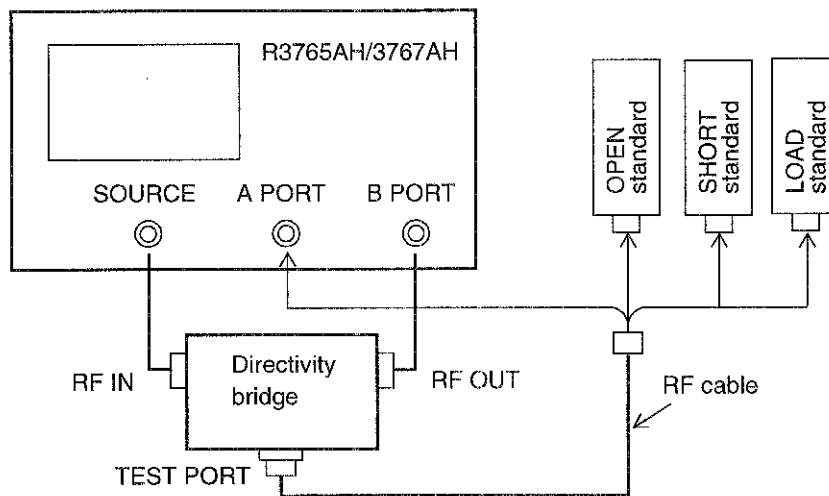 R3765AH/3767AH
SOURCE
A PORT
B PORT
OPEN
standard
SHORT
standard
LOAD
standard
RF IN
Directivity
bridge
RF OUT
TEST PORT
RF cable